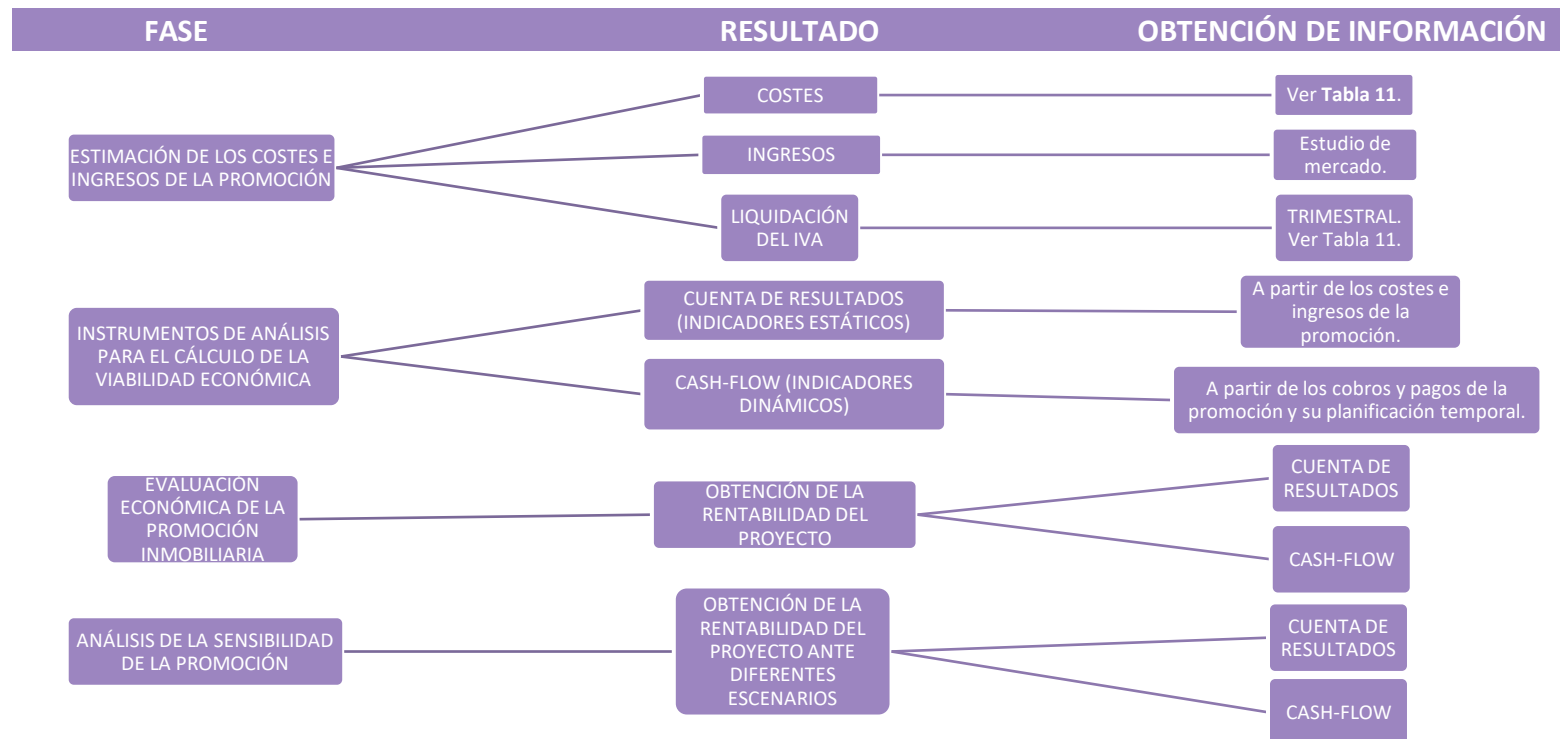 FASE
RESULTADO
OBTENCIÓN DE INFORMACIÓN
ESTIMACIÓN DE LOS COSTES E
INGRESOS DE LA PROMOCIÓN
COSTES
Ver Tabla 11.
INGRESOS
Estudio de
mercado.
LIQUIDACIÓN
DEL IVA
TRIMESTRAL.
Ver Tabla 11.
INSTRUMENTOS DE ANÁLISIS
PARA EL CÁLCULO DE LA
VIABILIDAD ECONÓMICA
CUENTA DE RESULTADOS
(INDICADORES ESTÁTICOS)
A partir de los costes e
ingresos de la
promoción.
CASH-FLOW (INDICADORES
DINÁMICOS)
A partir de los cobros y pagos de la
promoción y su planificación temporal.
EVALUACIÓN
ECONÓMICA DE LA
PROMOCIÓN
INMOBILIARIA
OBTENCIÓN DE LA
RENTABILIDAD DEL
PROYECTO
CUENTA DE
RESULTADOS
CASH-FLOW
ANÁLISIS DE LA SENSIBILIDAD
DE LA PROMOCIÓN
OBTENCIÓN DE LA
RENTABILIDAD DEL
PROYECTO ANTE
DIFERENTES
ESCENARIOS
CUENTA DE
RESULTADOS
CASH-FLOW